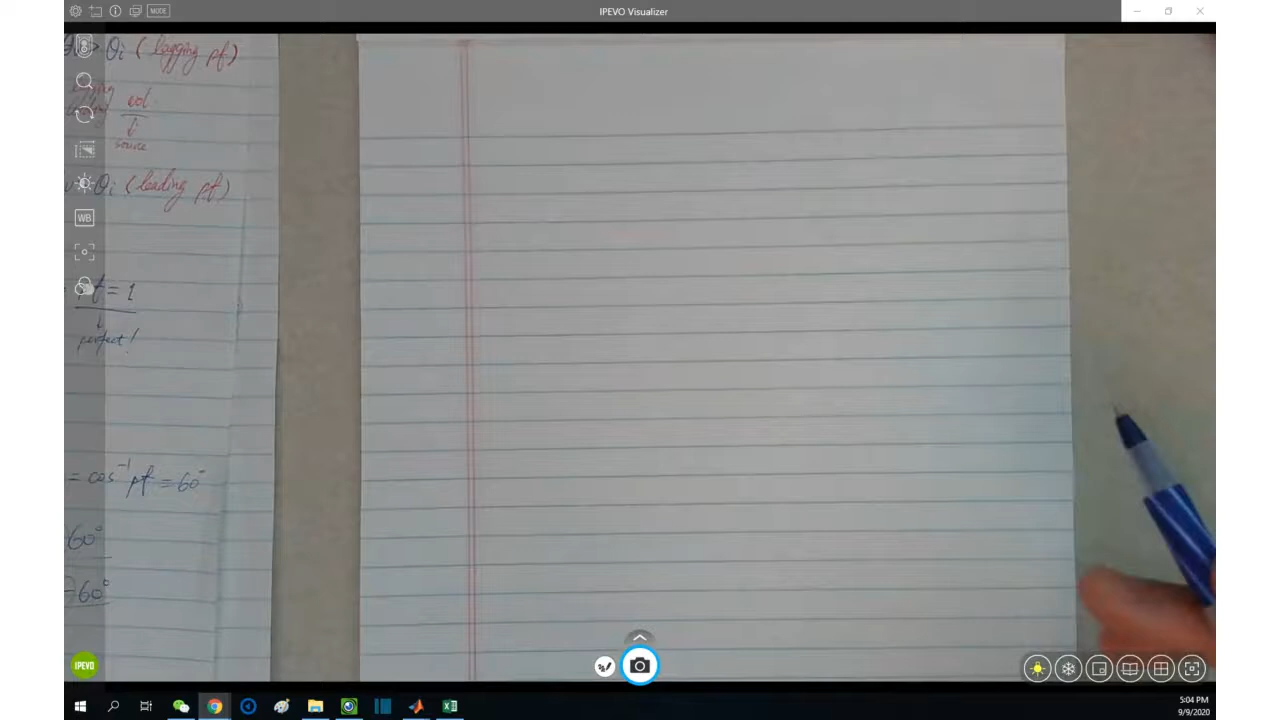 IPEVO Visualizer
MODE
θi (lagging pf)
vol
↓
source
θi (leading pf)
WB
pf = 1
↓
perfect!
= cos⁻¹ pf = 60°
60°
-60°
IPEVO
5:04 PM
9/9/2020